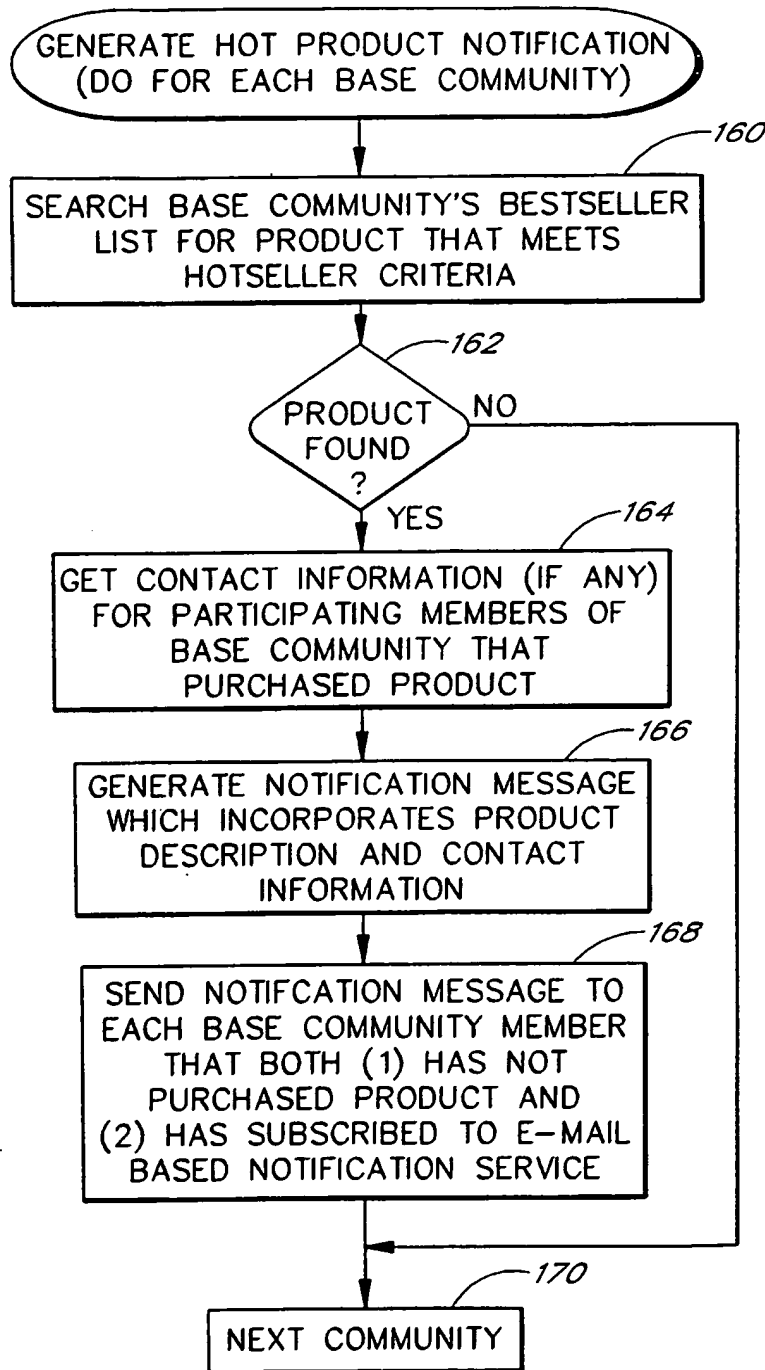 GENERATE HOT PRODUCT NOTIFICATION
(DO FOR EACH BASE COMMUNITY)
160
SEARCH BASE COMMUNITY'S BESTSELLER
LIST FOR PRODUCT THAT MEETS
HOTSELLER CRITERIA
162
PRODUCT
FOUND
?
NO
YES
164
GET CONTACT INFORMATION (IF ANY)
FOR PARTICIPATING MEMBERS OF
BASE COMMUNITY THAT
PURCHASED PRODUCT
166
GENERATE NOTIFICATION MESSAGE
WHICH INCORPORATES PRODUCT
DESCRIPTION AND CONTACT
INFORMATION
168
SEND NOTIFCATION MESSAGE TO
EACH BASE COMMUNITY MEMBER
THAT BOTH (1) HAS NOT
PURCHASED PRODUCT AND
(2) HAS SUBSCRIBED TO E-MAIL
BASED NOTIFICATION SERVICE
170
NEXT COMMUNITY